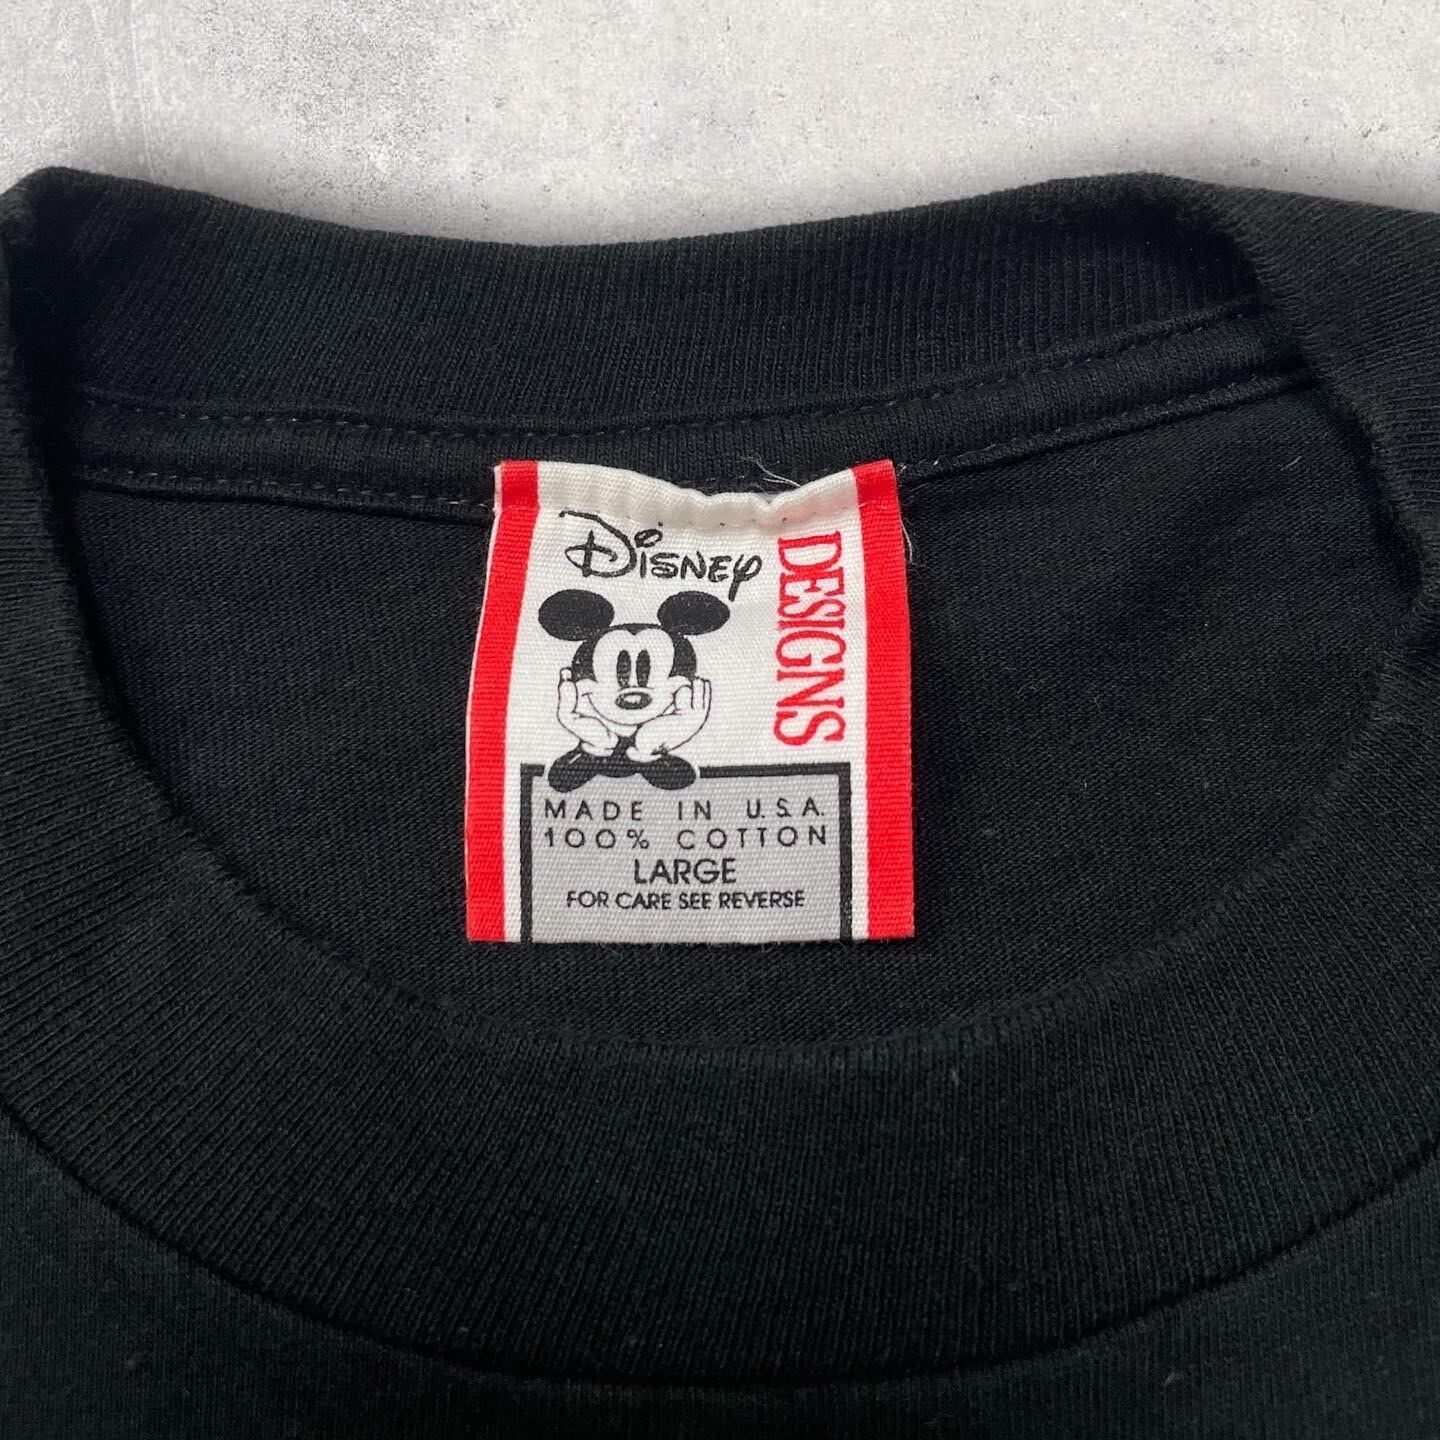 Disney
DESIGNS
MADE IN U.S.A.
100% COTTON
LARGE
FOR CARE SEE REVERSE